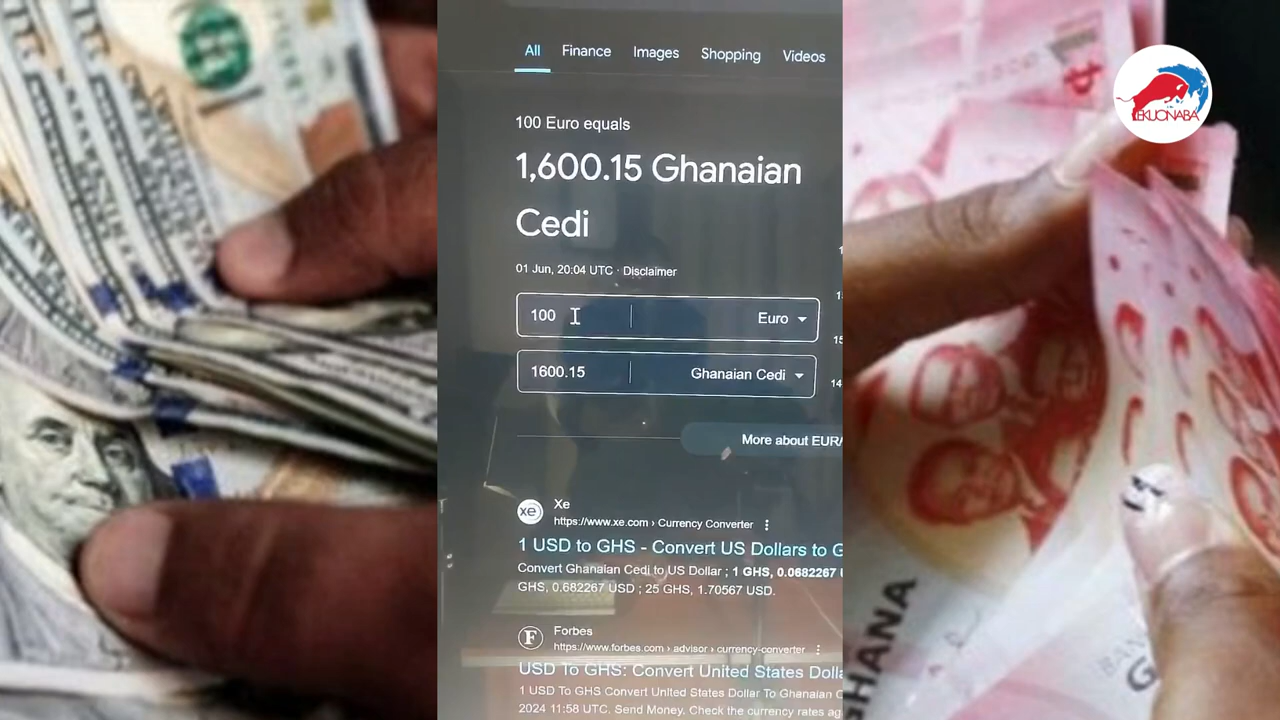 All Finance Images Shopping Videos
100 Euro equals
1,600.15 Ghanaian
Cedi
01 Jun, 20:04 UTC · Disclaimer
100 Euro
1600.15 Ghanaian Cedi
More about EUR/
Xe
https://www.xe.com › Currency Converter
1 USD to GHS - Convert US Dollars to G
Convert Ghanaian Cedi to US Dollar ; 1 GHS, 0.0682267
GHS, 0.682267 USD ; 25 GHS, 1.70567 USD.
Forbes
https://www.forbes.com › advisor › currency-converter
USD To GHS: Convert United States Dolla
1 USD To GHS Convert United States Dollar To Ghanaian C
2024 11:58 UTC. Send Money. Check the currency rates ag
EKUONABA
GHANA